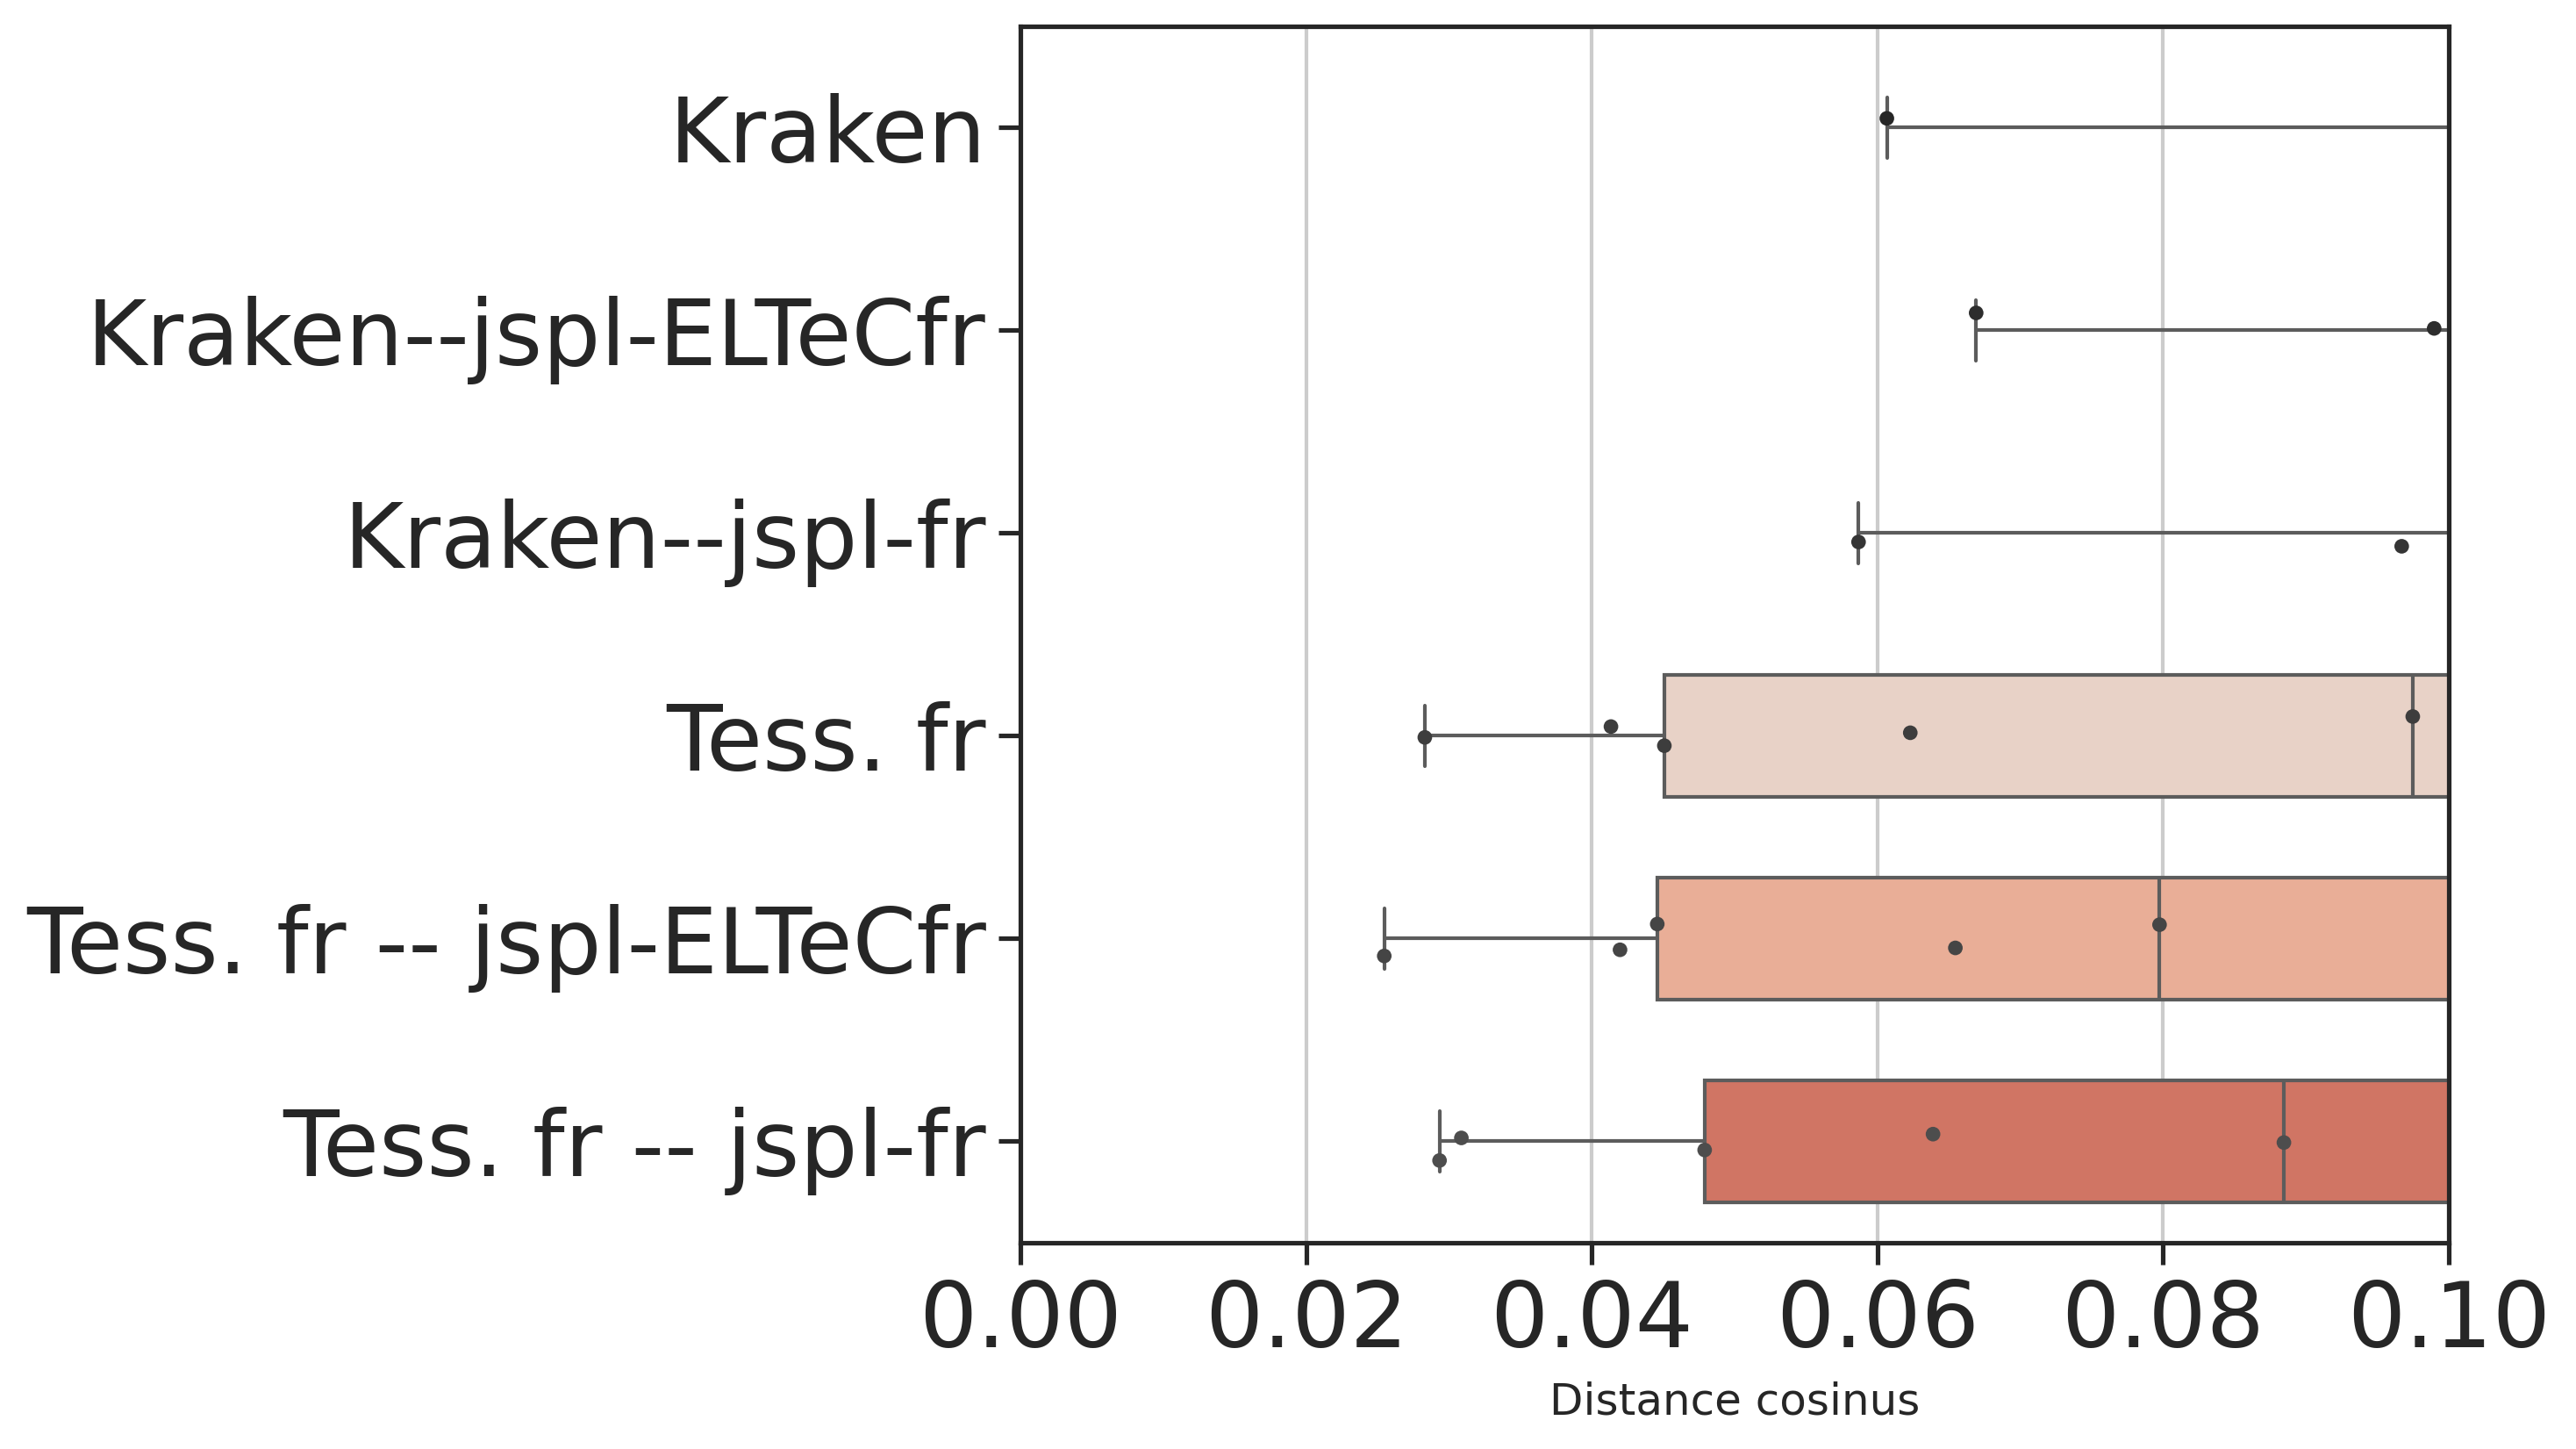 Kraken
Kraken--jspl-ELTeCfr
Kraken--jspl-fr
Tess. fr
Tess. fr -- jspl-ELTeCfr
Tess. fr -- jspl-fr
0.00 0.02 0.04 0.06 0.08 0.10
Distance cosinus